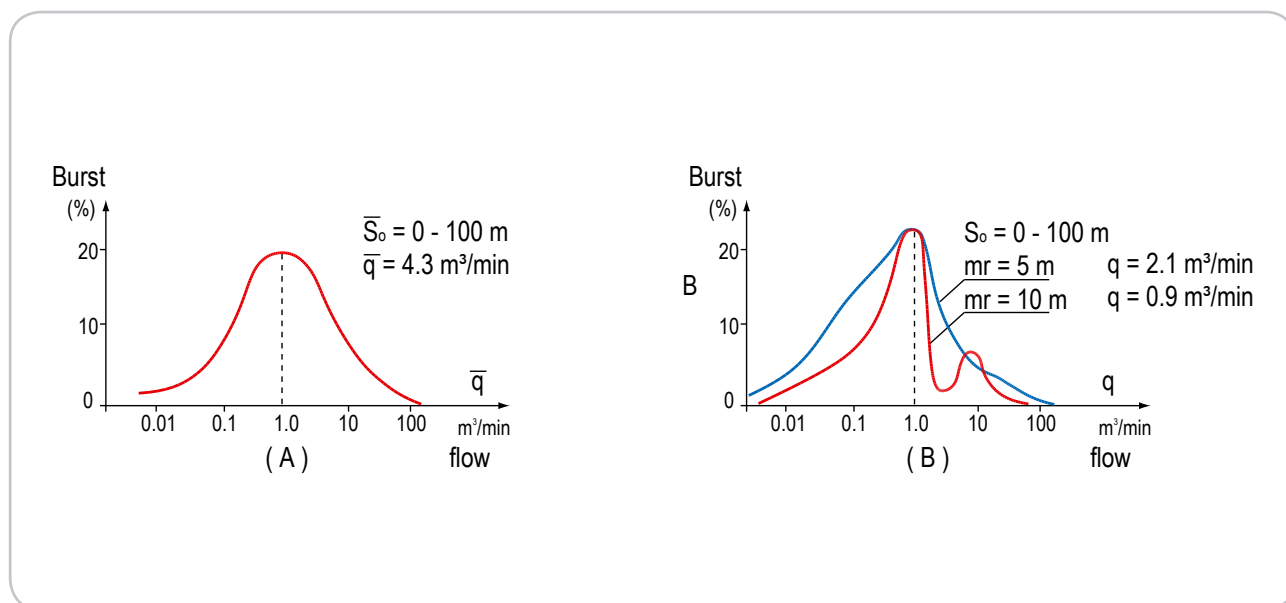 Burst
(%)
20
10
0
S̅₀ = 0 - 100 m
q̅ = 4.3 m³/min
q̅
0.01 0.1 1.0 10 100 m³/min
( A ) flow
Burst
(%)
20
B
10
0
S₀ = 0 - 100 m
mr = 5 m q = 2.1 m³/min
mr = 10 m q = 0.9 m³/min
q
0.01 0.1 1.0 10 100 m³/min
( B ) flow